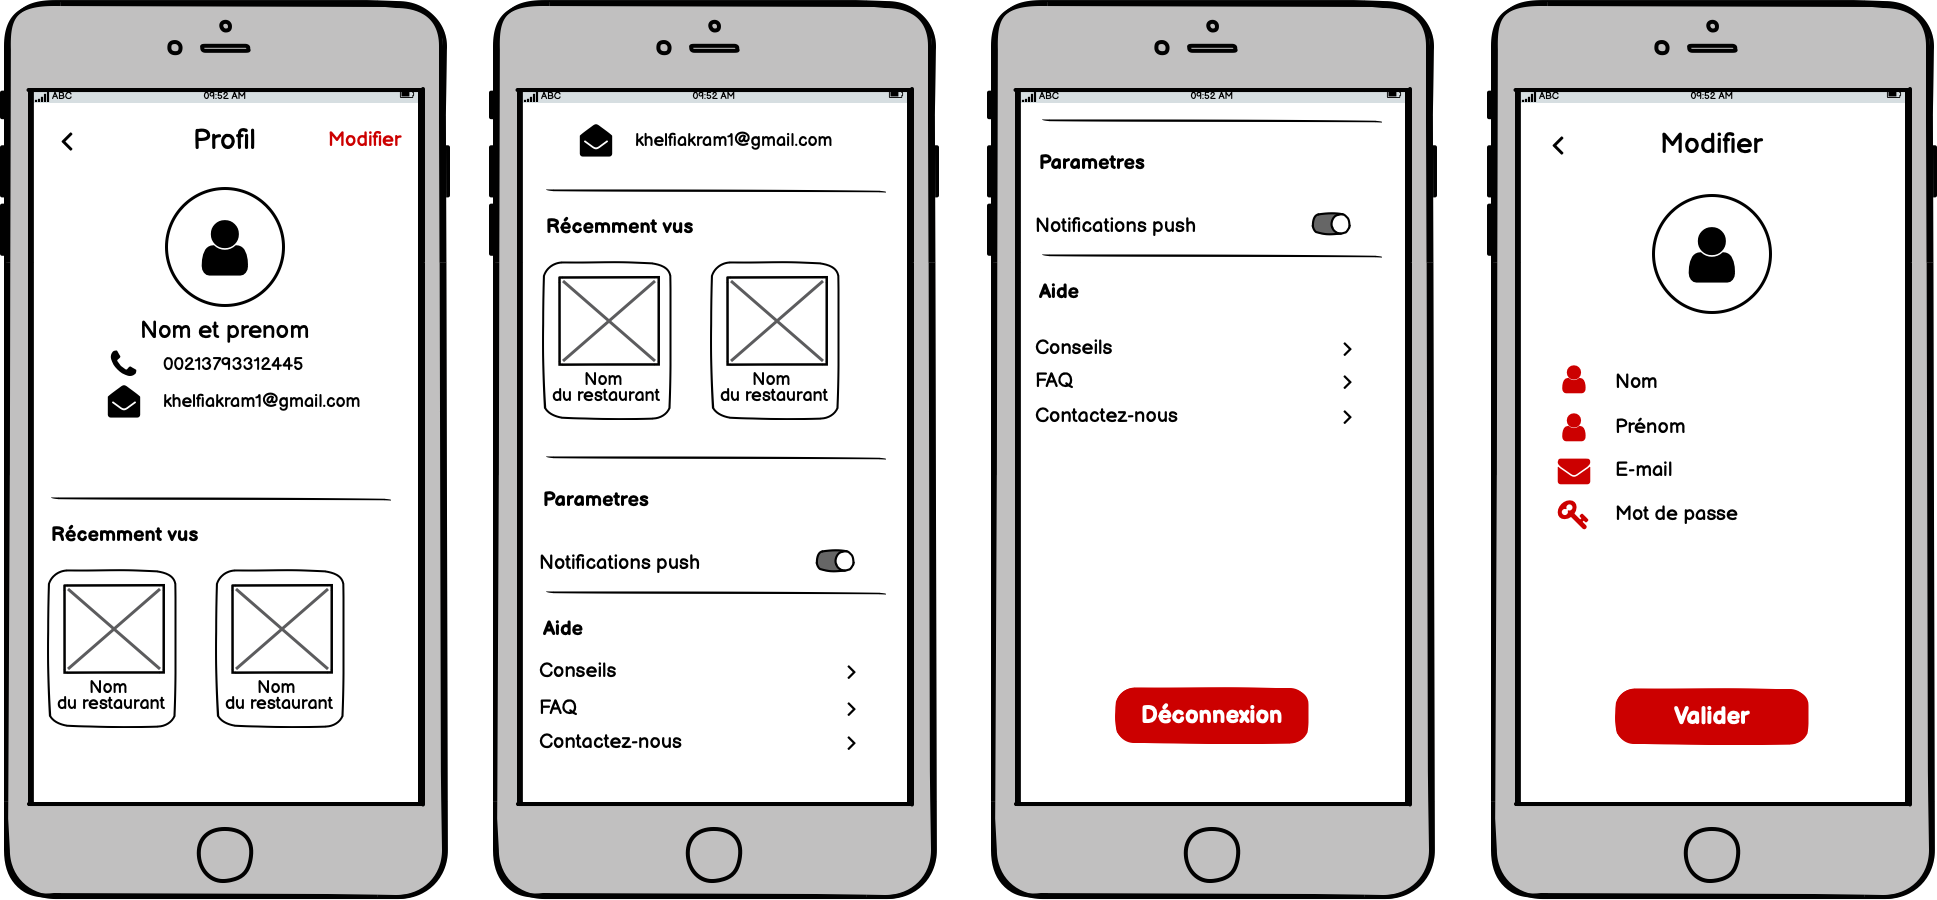 ABC 09:52 AM
Profil Modifier
Nom et prenom
00213793312445
khelfiakram1@gmail.com
Récemment vus
Nom
du restaurant
Nom
du restaurant
ABC 09:52 AM
khelfiakram1@gmail.com
Récemment vus
Nom
du restaurant
Nom
du restaurant
Parametres
Notifications push
Aide
Conseils
FAQ
Contactez-nous
ABC 09:52 AM
Parametres
Notifications push
Aide
Conseils
FAQ
Contactez-nous
Déconnexion
ABC 09:52 AM
Modifier
Nom
Prénom
E-mail
Mot de passe
Valider